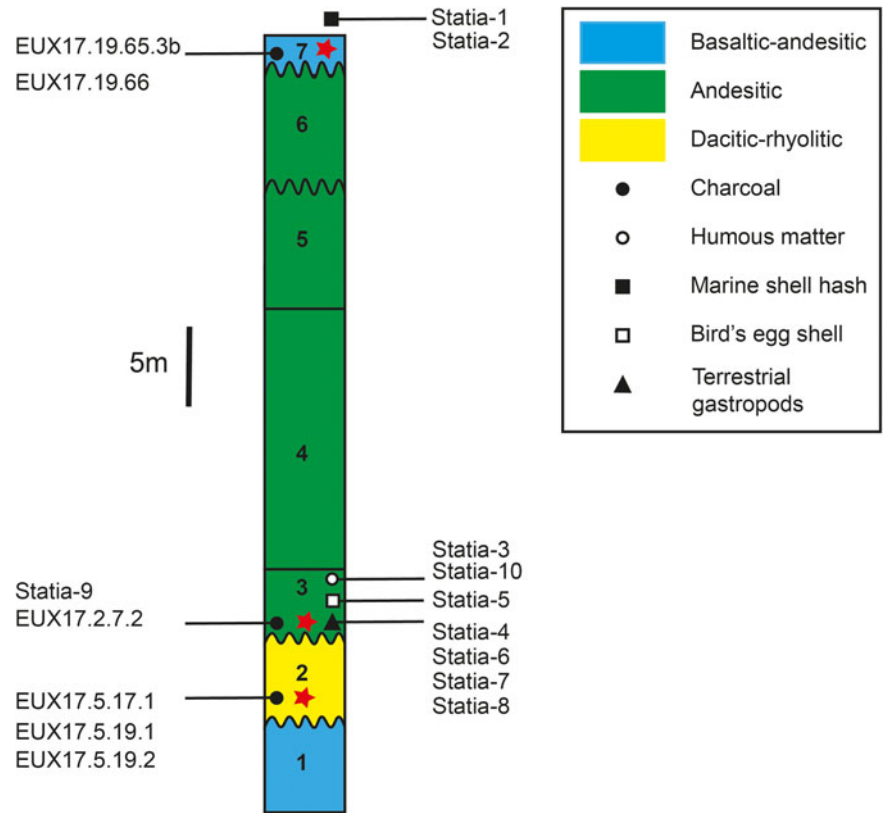 EUX17.19.65.3b
EUX17.19.66
Statia-1
Statia-2
7
6
5
4
3
2
1
5m
Statia-9
EUX17.2.7.2
EUX17.5.17.1
EUX17.5.19.1
EUX17.5.19.2
Statia-3
Statia-10
Statia-5
Statia-4
Statia-6
Statia-7
Statia-8
Basaltic-andesitic
Andesitic
Dacitic-rhyolitic
Charcoal
Humous matter
Marine shell hash
Bird's egg shell
Terrestrial
gastropods